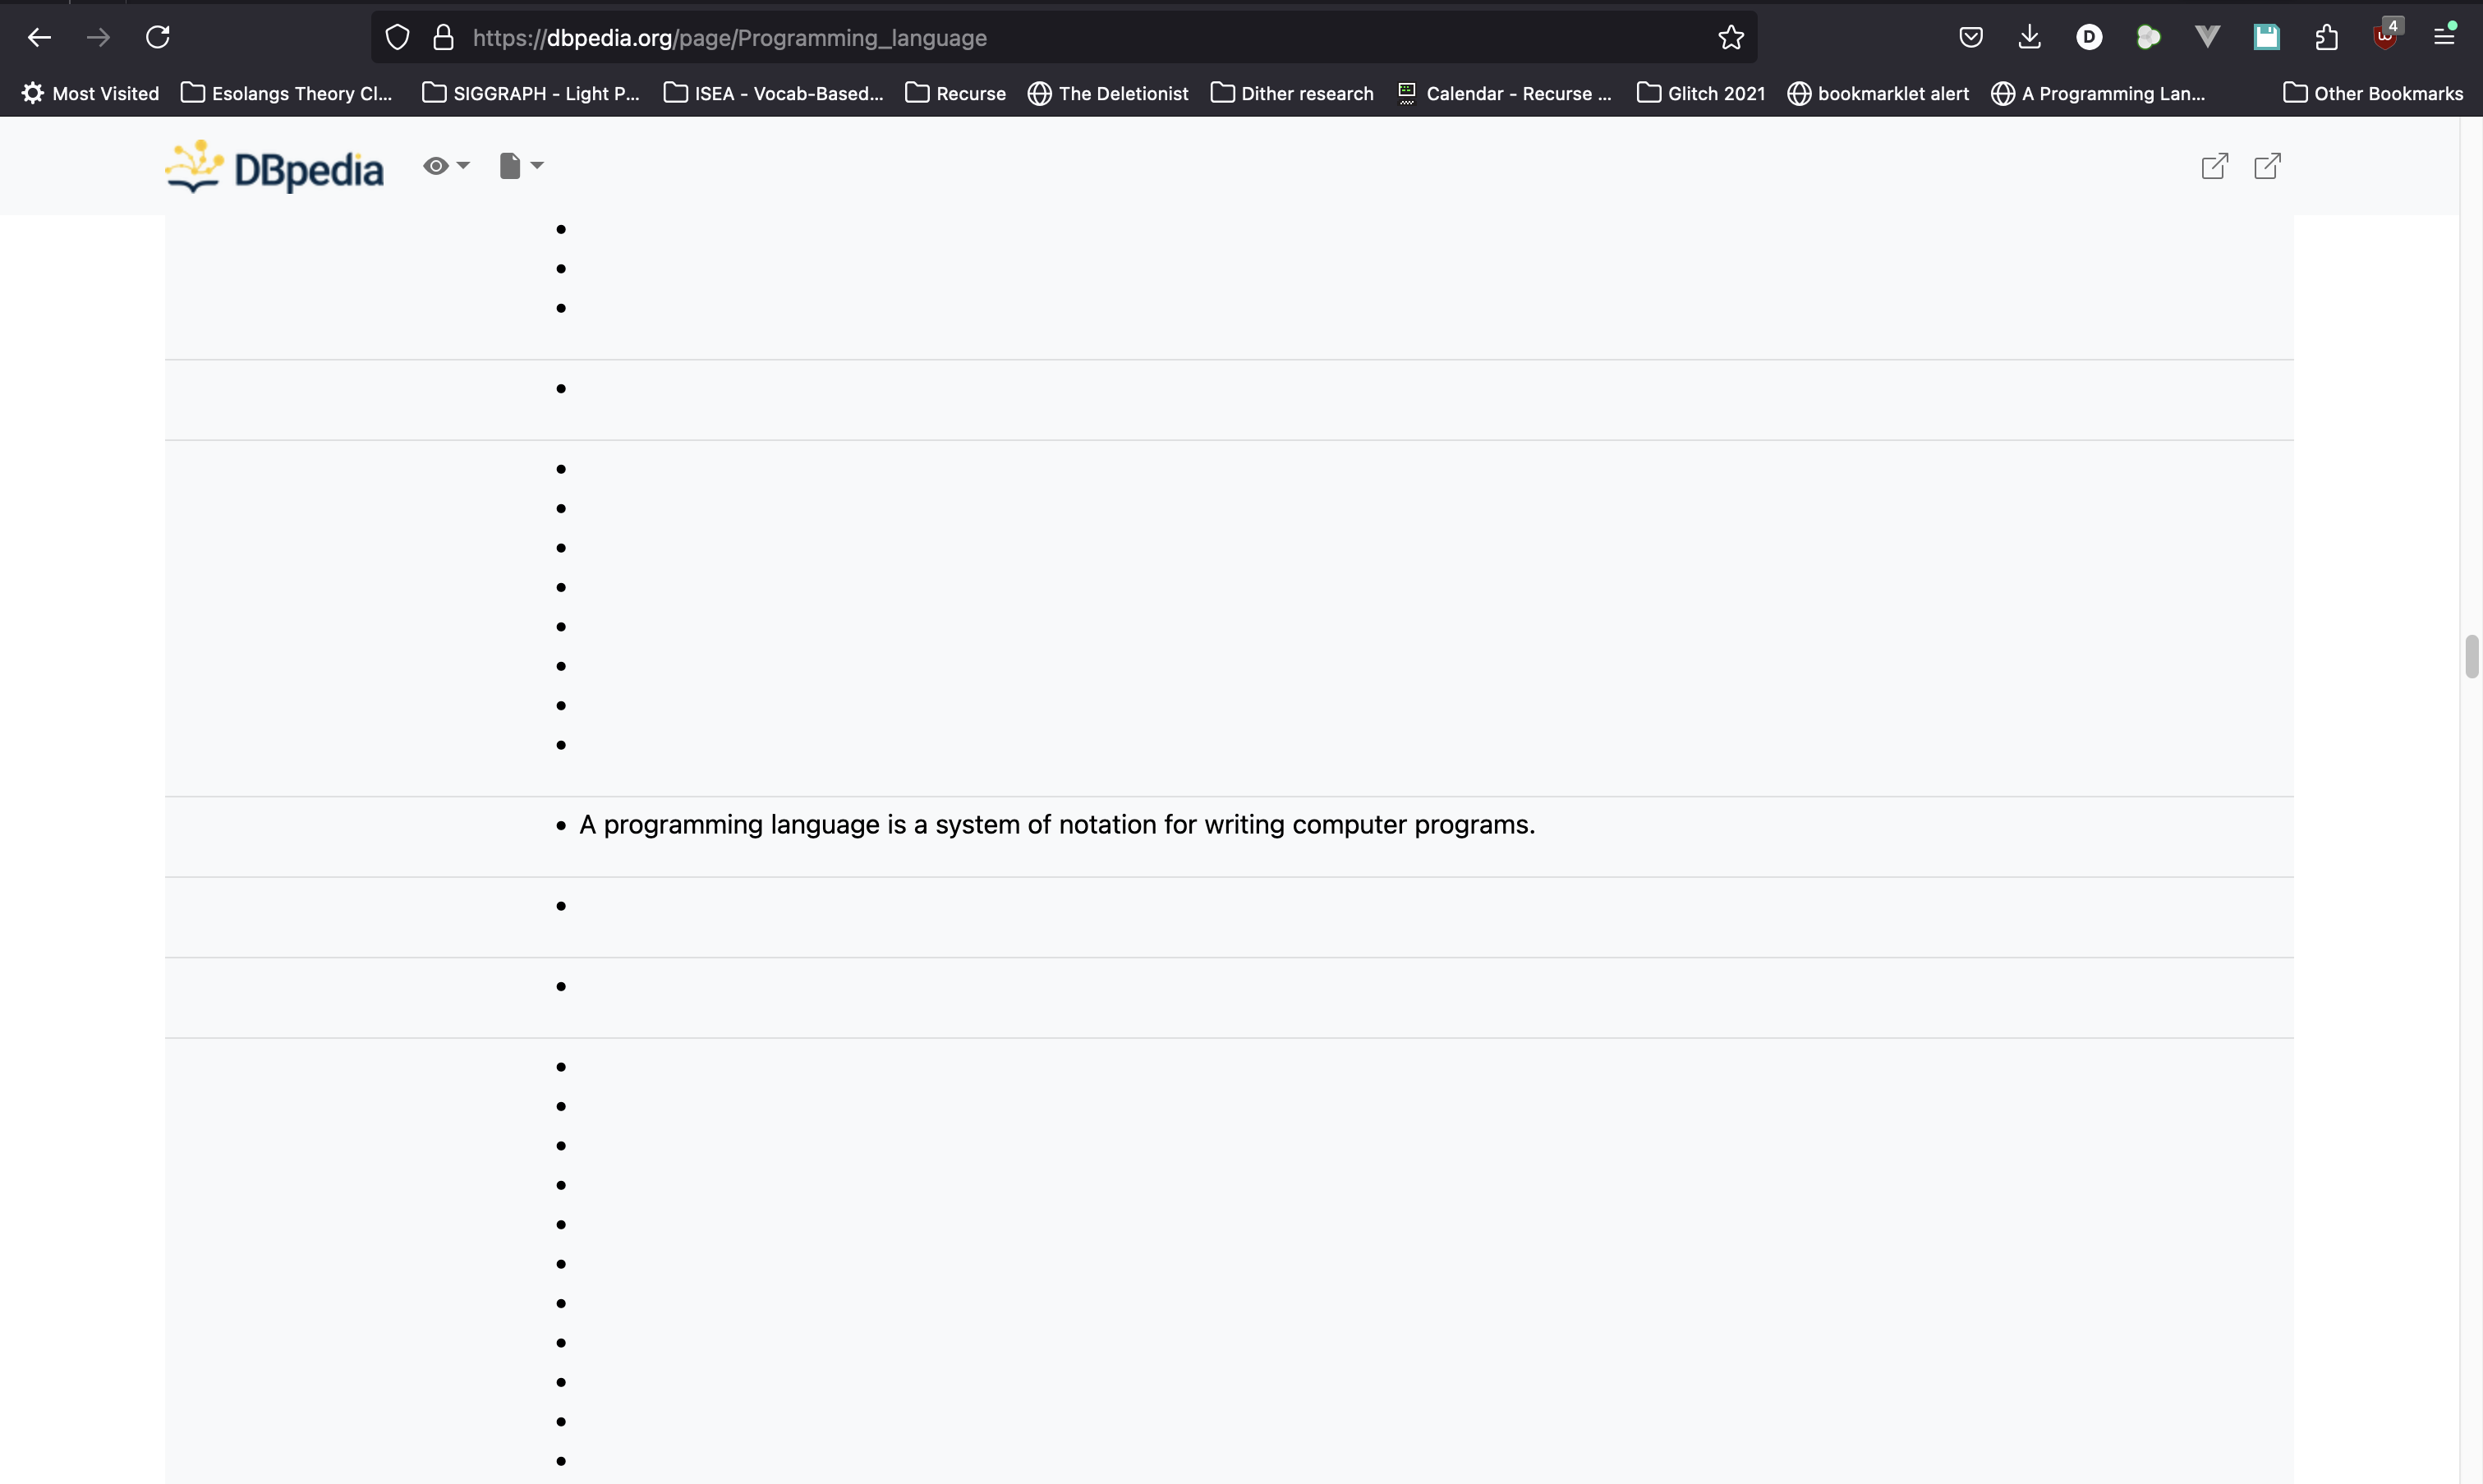 https://dbpedia.org/page/Programming_language
4
Most Visited
Esolangs Theory Cl...
SIGGRAPH - Light P...
ISEA - Vocab-Based...
Recurse
The Deletionist
Dither research
Calendar - Recurse ...
Glitch 2021
bookmarklet alert
A Programming Lan...
Other Bookmarks
DBpedia
A programming language is a system of notation for writing computer programs.